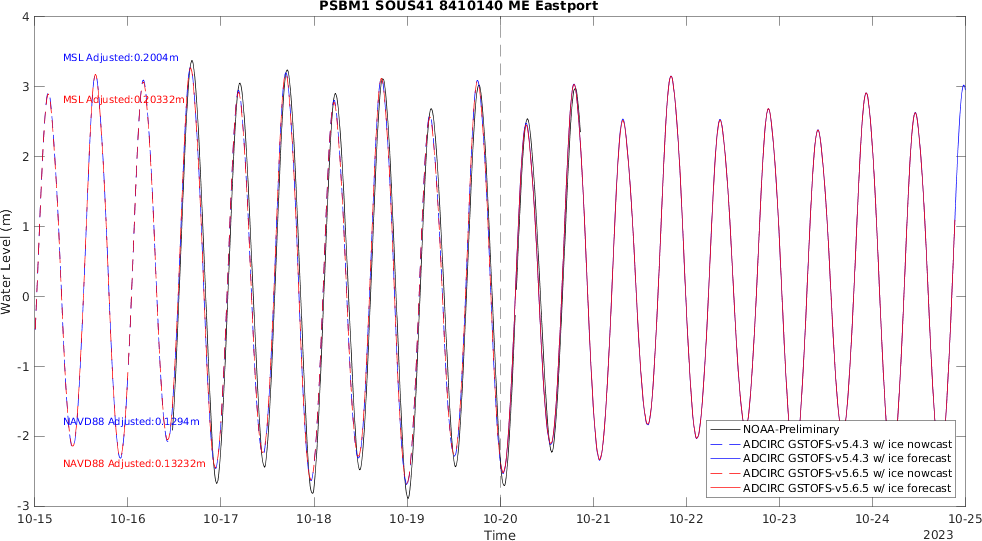 PSBM1 SOUS41 8410140 ME Eastport
4
3
2
1
0
-1
-2
-3
Water Level (m)
MSL Adjusted:0.2004m
MSL Adjusted:0.20332m
NAVD88 Adjusted:0.1294m
NAVD88 Adjusted:0.13232m
NOAA-Preliminary
ADCIRC GSTOFS-v5.4.3 w/ ice nowcast
ADCIRC GSTOFS-v5.4.3 w/ ice forecast
ADCIRC GSTOFS-v5.6.5 w/ ice nowcast
ADCIRC GSTOFS-v5.6.5 w/ ice forecast
10-15 10-16 10-17 10-18 10-19 10-20 10-21 10-22 10-23 10-24 10-25
Time
2023